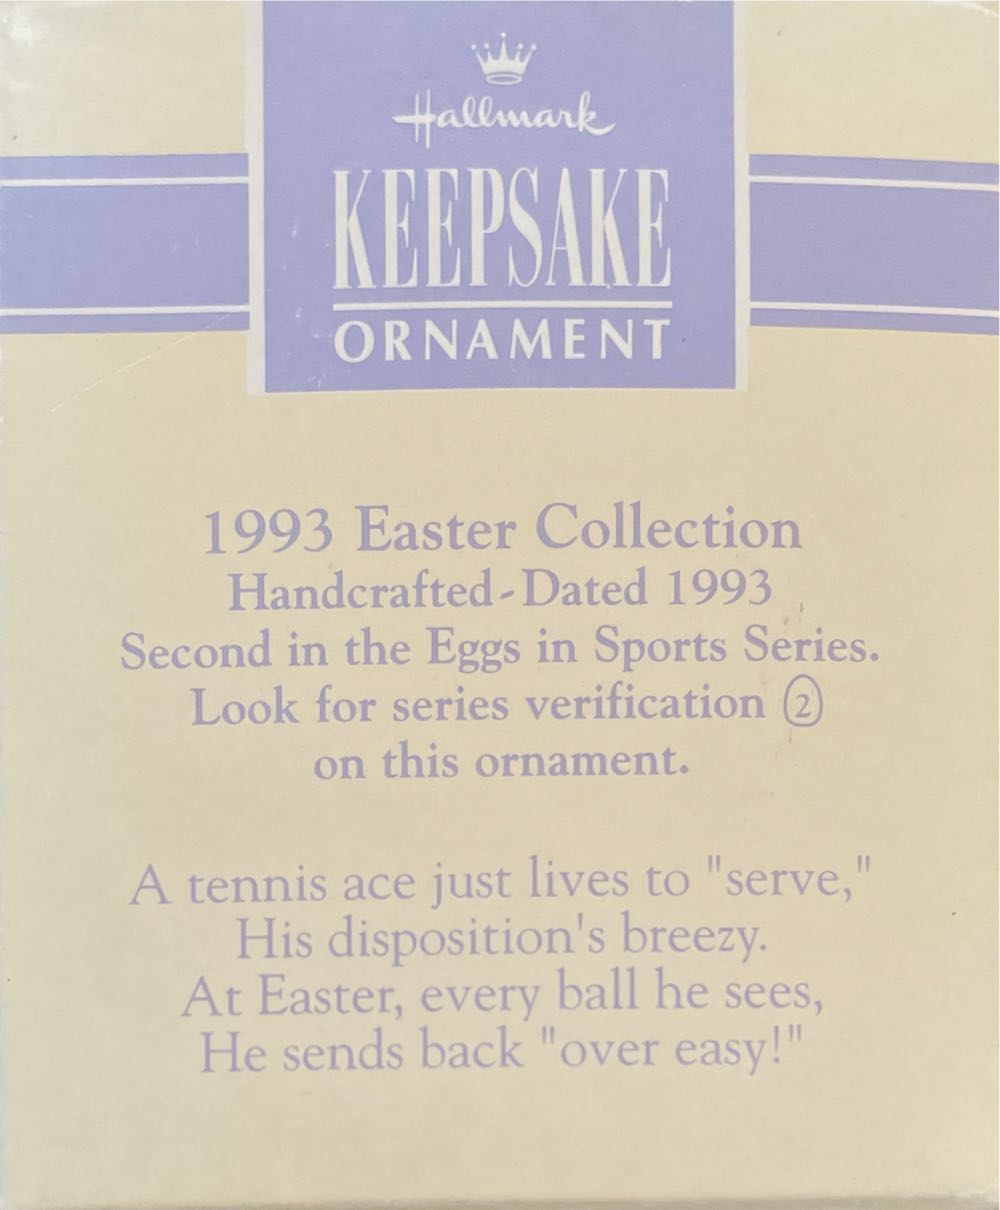 Hallmark
KEEPSAKE
ORNAMENT
1993 Easter Collection
Handcrafted-Dated 1993
Second in the Eggs in Sports Series.
Look for series verification 2
on this ornament.
A tennis ace just lives to "serve,"
His disposition's breezy.
At Easter, every ball he sees,
He sends back "over easy!"